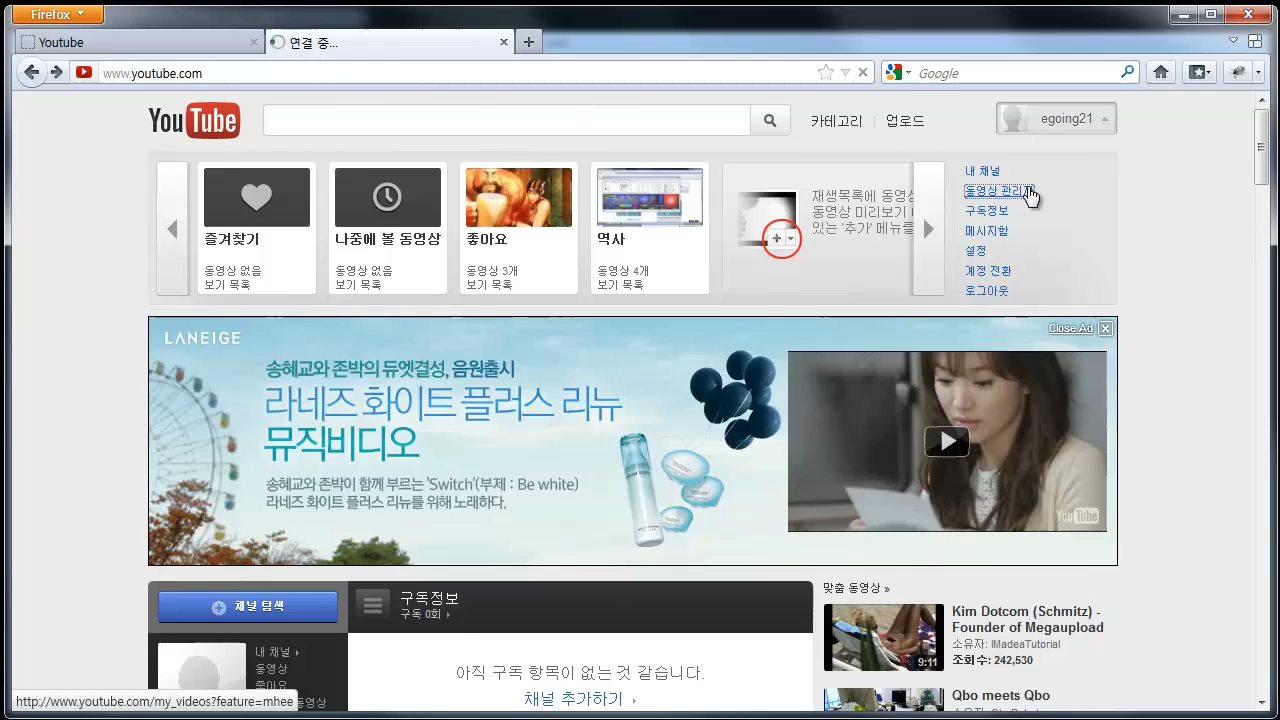 Firefox
Youtube
연결 중...
www.youtube.com
Google
YouTube
카테고리
업로드
egoing21
즐겨찾기
동영상 없음
보기 목록
나중에 볼 동영상
동영상 없음
보기 목록
좋아요
동영상 3개
보기 목록
역사
동영상 4개
보기 목록
재생목록에 동영상
동영상 미리보기
있는 '추가' 메뉴를
내 채널
동영상 관리
구독정보
메시지함
설정
계정 전환
로그아웃
LANEIGE
Close Ad
송혜교와 존박의 듀엣결성, 음원출시
라네즈 화이트 플러스 리뉴
뮤직비디오
송혜교와 존박이 함께 부르는 'Switch'(부제 : Be white)
라네즈 화이트 플러스 리뉴를 위해 노래하다.
YouTube
채널 탐색
구독정보
구독 0회
아직 구독 항목이 없는 것 같습니다.
채널 추가하기
내 채널
동영상
좋아요
동영상
맞춤 동영상 »
Kim Dotcom (Schmitz) -
Founder of Megaupload
소유자: IMadeaTutorial
조회수: 242,530
9:11
Qbo meets Qbo
http://www.youtube.com/my_videos?feature=mhee